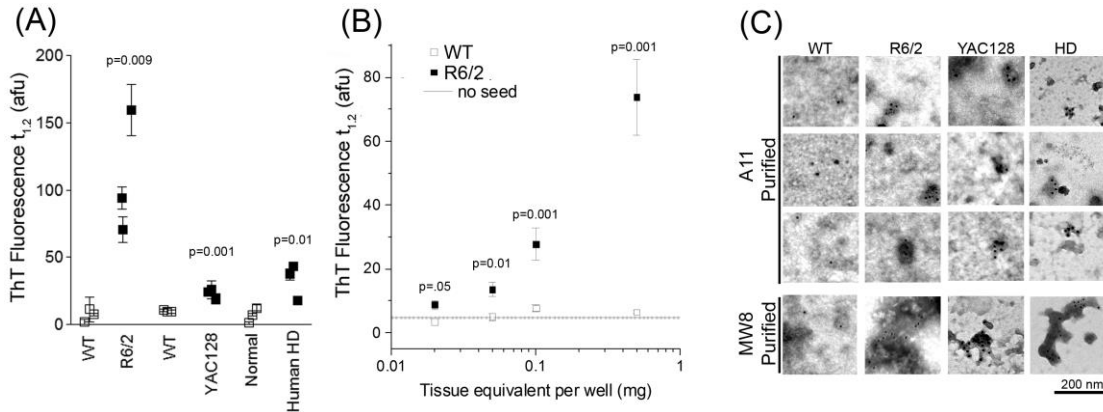 (A)
ThT Fluorescence t1.2 (afu)
200
150
100
50
0
p=0.009
p=0.001
p=0.01
WT
R6/2
WT
YAC128
Normal
Human HD
(B)
ThT Fluorescence t1.2 (afu)
80
60
40
20
0
WT
R6/2
no seed
p=.05
p=0.01
p=0.001
p=0.001
0.01
0.1
1
Tissue equivalent per well (mg)
(C)
WT R6/2 YAC128 HD
A11
Purified
MW8
Purified
200 nm